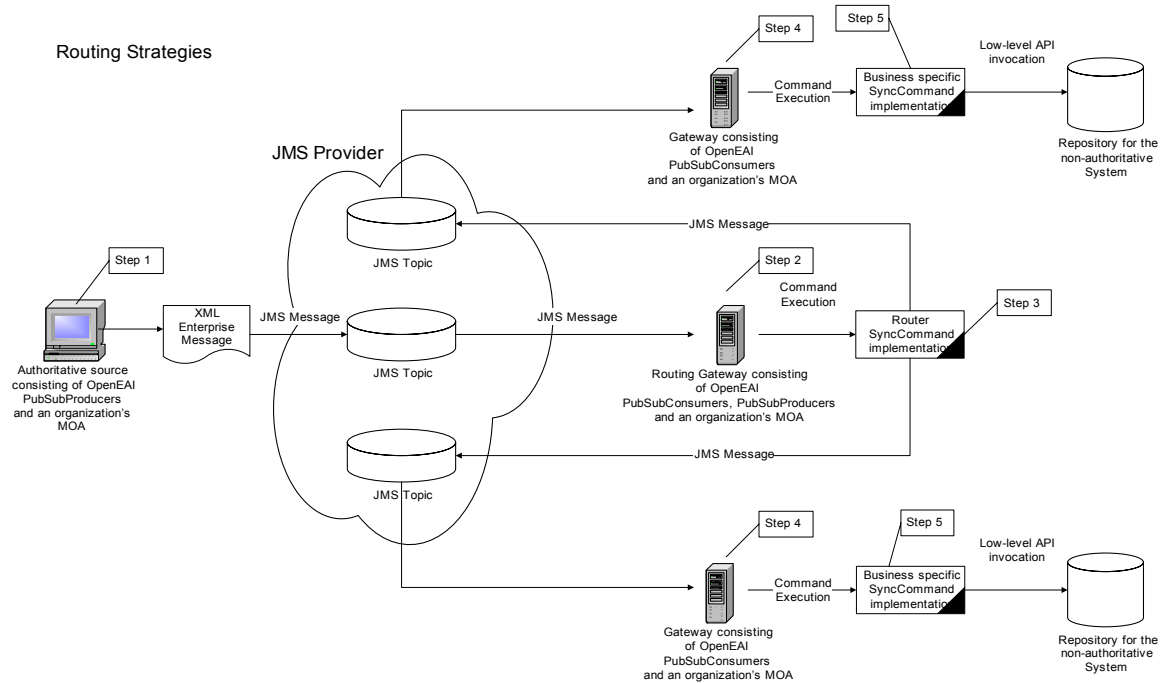 Routing Strategies
Step 4
Step 5
Low-level API
invocation
Command
Execution
Business specific
SyncCommand
implementation
Gateway consisting
of OpenEAI
PubSubConsumers
and an organization's MOA
Repository for the
non-authoritative
System
JMS Provider
JMS Topic
JMS Message
Step 1
Step 2
Command
Execution
Step 3
XML
Enterprise
Message
JMS Message
JMS Message
Router
SyncCommand
implementation
JMS Topic
Authoritative source
consisting of OpenEAI
PubSubProducers
and an organization's
MOA
Routing Gateway consisting
of OpenEAI
PubSubConsumers, PubSubProducers
and an organization's MOA
JMS Message
JMS Topic
Step 4
Step 5
Low-level API
invocation
Command
Execution
Business specific
SyncCommand
implementation
Gateway consisting
of OpenEAI
PubSubConsumers
and an organization's MOA
Repository for the
non-authoritative
System